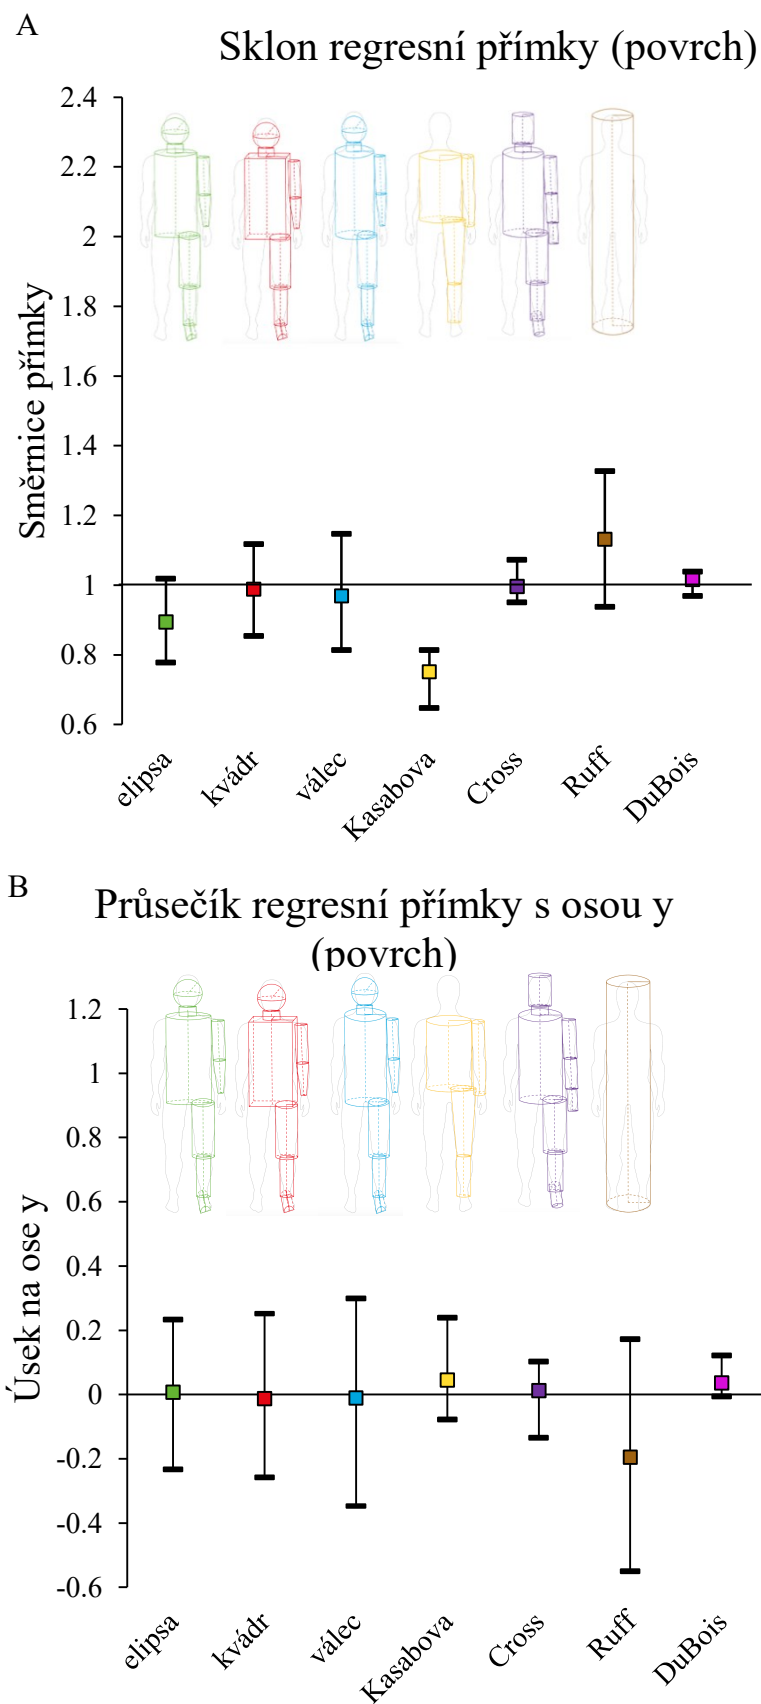 A
Sklon regresní přímky (povrch)
Směrnice přímky
2.4
2.2
2
1.8
1.6
1.4
1.2
1
0.8
0.6
elipsa
kvádr
válec
Kasabova
Cross
Ruff
DuBois
B
Průsečík regresní přímky s osou y
(povrch)
Úsek na ose y
1.2
1
0.8
0.6
0.4
0.2
0
-0.2
-0.4
-0.6
elipsa
kvádr
válec
Kasabova
Cross
Ruff
DuBois